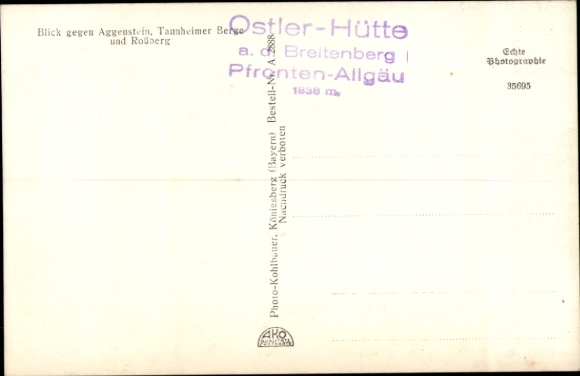 Blick gegen Aggenstein, Tannheimer Berge
und Roßberg
Ostler-Hütte
a. d. Breitenberg
Pfronten-Allgäu
1838 m.
Echte
Photographie
35695
Photo-Kohlbauer, Königsberg (Bayern) Bestell-Nr. A 2888
Nachdruck verboten
AKO